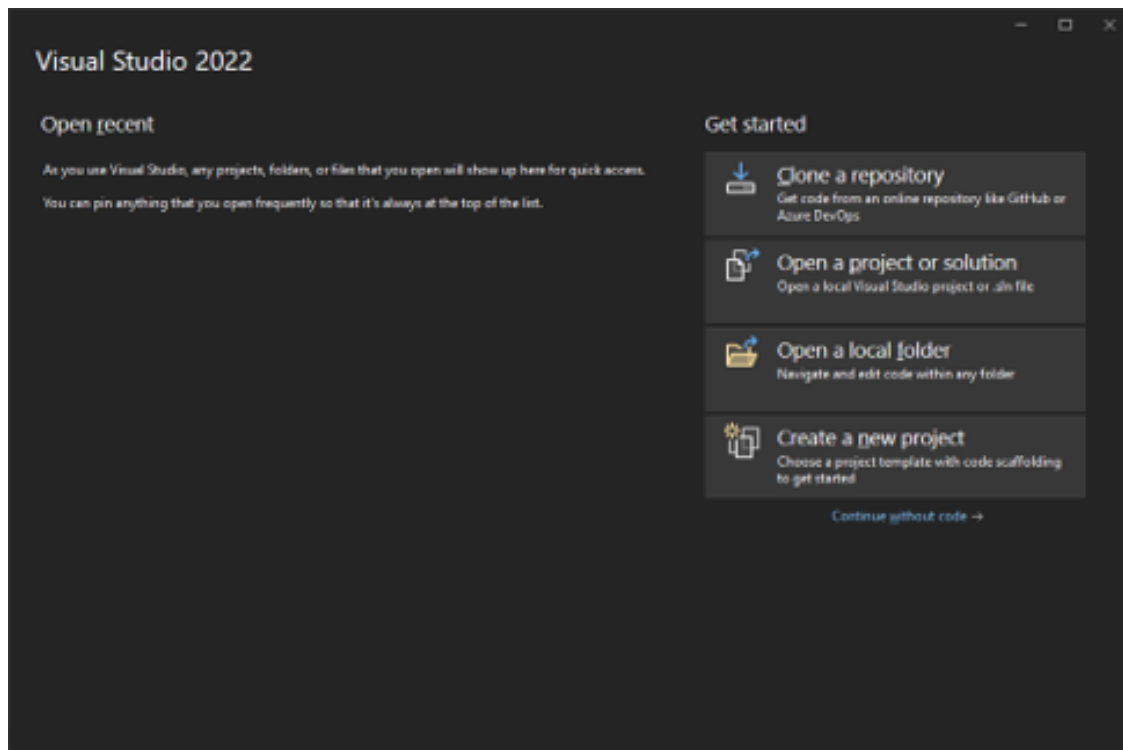 Visual Studio 2022
Open recent
As you use Visual Studio, any projects, folders, or files that you open will show up here for quick access.
You can pin anything that you open frequently so that it's always at the top of the list.
Get started
Clone a repository
Get code from an online repository like GitHub or
Azure DevOps
Open a project or solution
Open a local Visual Studio project or .sln file
Open a local folder
Navigate and edit code within any folder
Create a new project
Choose a project template with code scaffolding
to get started
Continue without code →